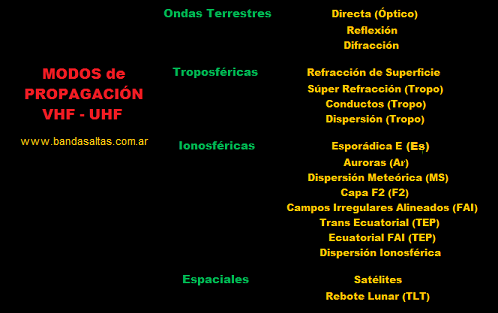 MODOS de
PROPAGACIÓN
VHF - UHF
www.bandasaltas.com.ar
Ondas Terrestres
Directa (Óptico)
Reflexión
Difracción
Troposféricas
Refracción de Superficie
Súper Refracción (Tropo)
Conductos (Tropo)
Dispersión (Tropo)
Ionosféricas
Esporádica E (Es)
Auroras (Ar)
Dispersión Meteórica (MS)
Capa F2 (F2)
Campos Irregulares Alineados (FAI)
Trans Ecuatorial (TEP)
Ecuatorial FAI (TEP)
Dispersión Ionosférica
Espaciales
Satélites
Rebote Lunar (TLT)